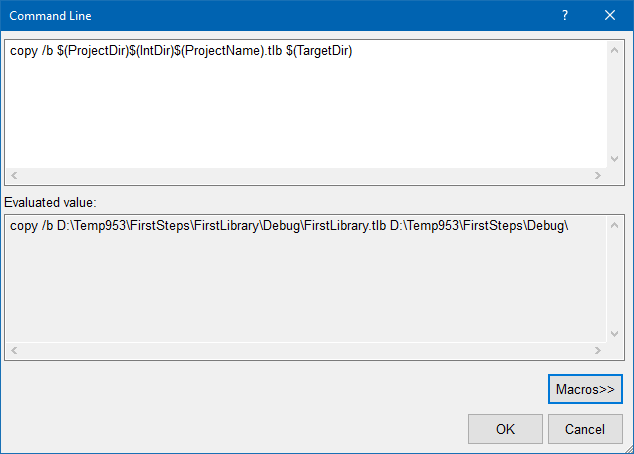 Command Line ?
copy /b $(ProjectDir)$(IntDir)$(ProjectName).tlb $(TargetDir)
Evaluated value:
copy /b D:\Temp953\FirstSteps\FirstLibrary\Debug\FirstLibrary.tlb D:\Temp953\FirstSteps\Debug\
Macros>>
OK Cancel